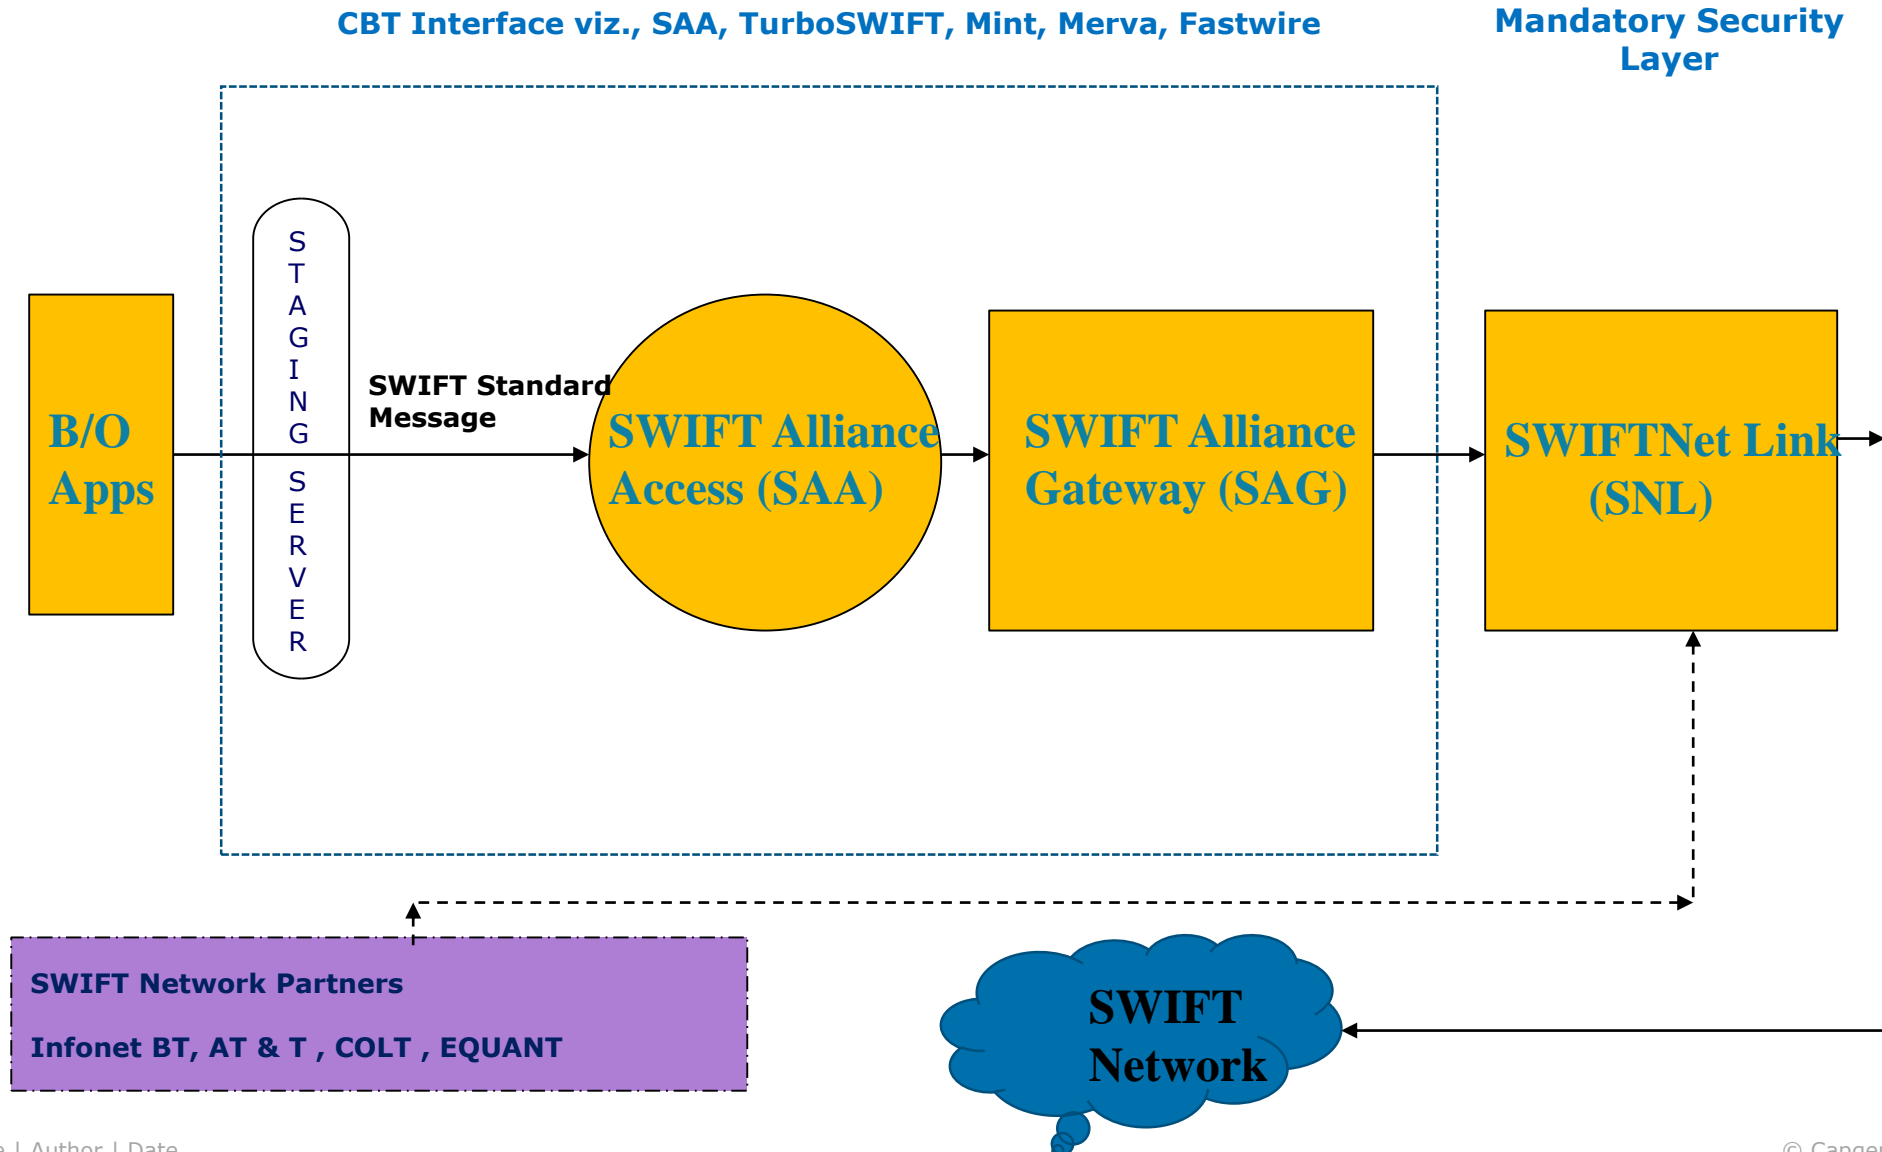 CBT Interface viz., SAA, TurboSWIFT, Mint, Merva, Fastwire
Mandatory Security
Layer
STAGING SERVER
B/O
Apps
SWIFT Standard
Message
SWIFT Alliance
Access (SAA)
SWIFT Alliance
Gateway (SAG)
SWIFTNet Link
(SNL)
SWIFT Network Partners
Infonet BT, AT & T , COLT , EQUANT
SWIFT
Network
| Author | Date
©